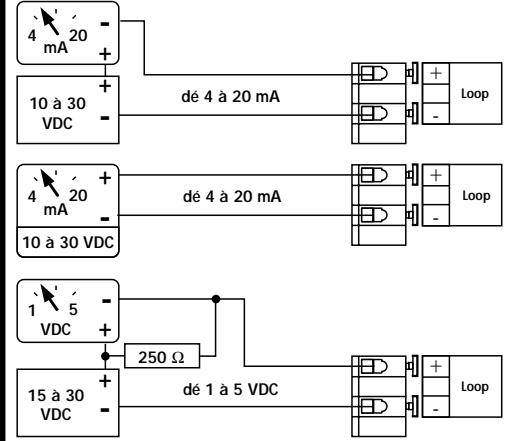 4 20 -
mA
+
+
10 à 30
VDC -
dé 4 à 20 mA
+
-
Loop
4 20 +
mA -
10 à 30 VDC
dé 4 à 20 mA
+
-
Loop
1 5 -
VDC +
250 Ω
+
15 à 30
VDC -
dé 1 à 5 VDC
+
-
Loop